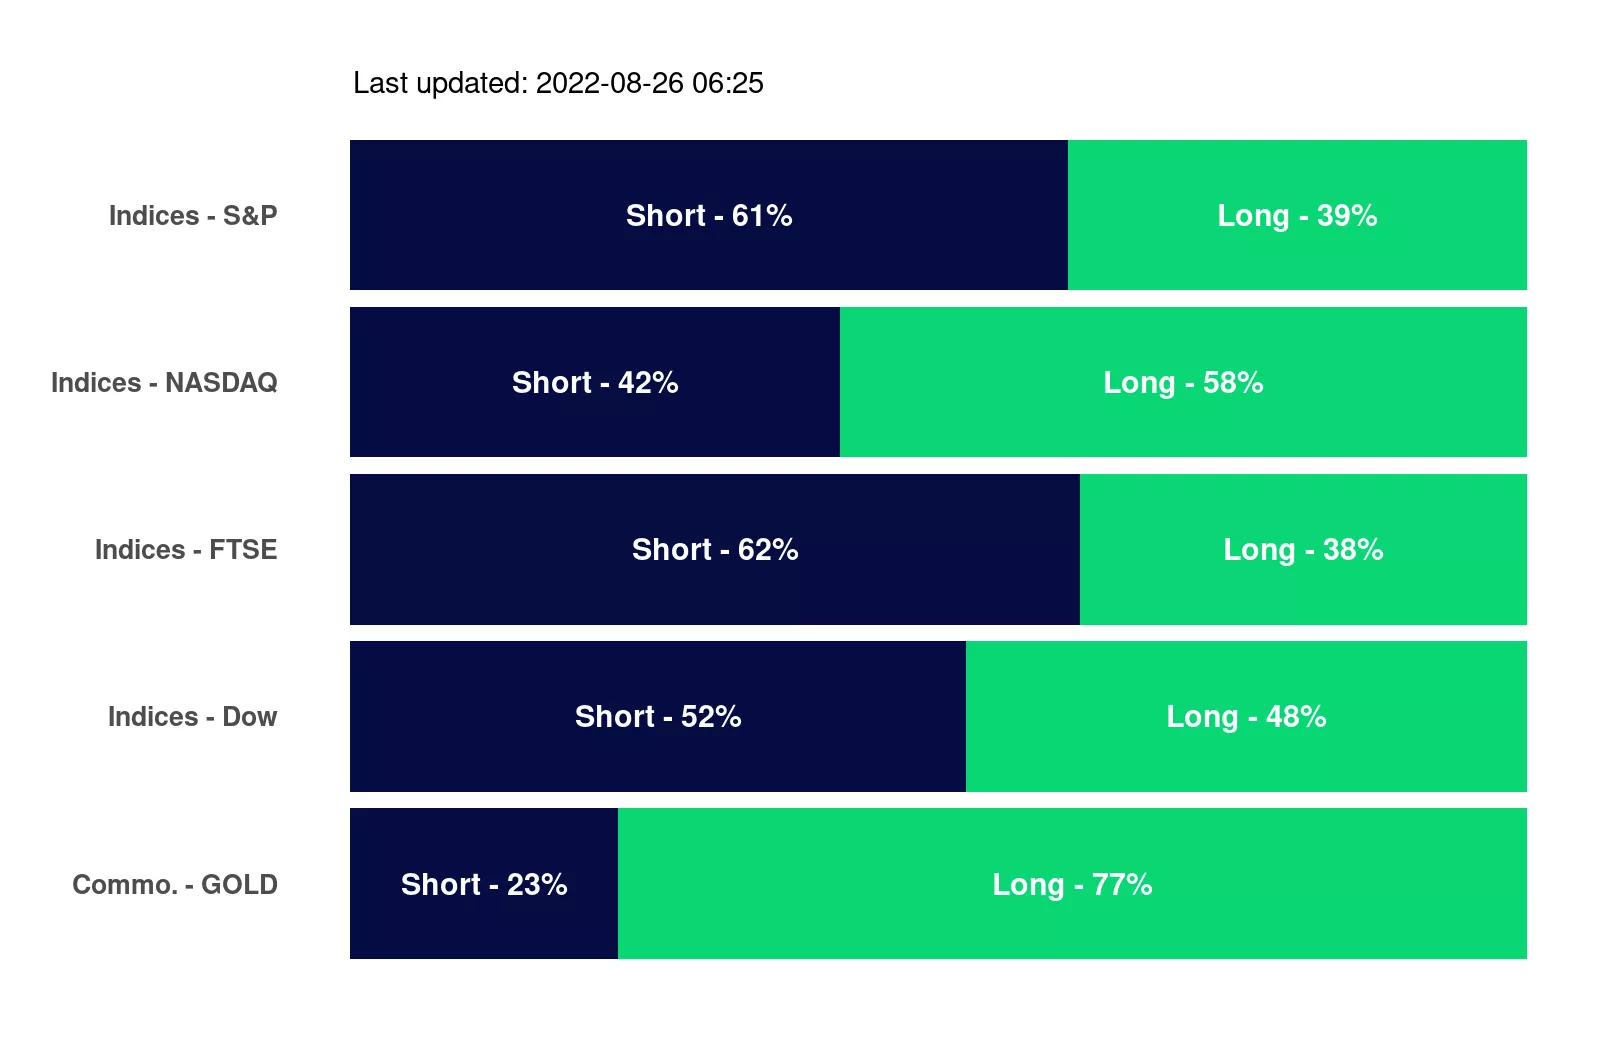 Last updated: 2022-08-26 06:25
Indices - S&P
Short - 61%
Long - 39%
Indices - NASDAQ
Short - 42%
Long - 58%
Indices - FTSE
Short - 62%
Long - 38%
Indices - Dow
Short - 52%
Long - 48%
Commo. - GOLD
Short - 23%
Long - 77%